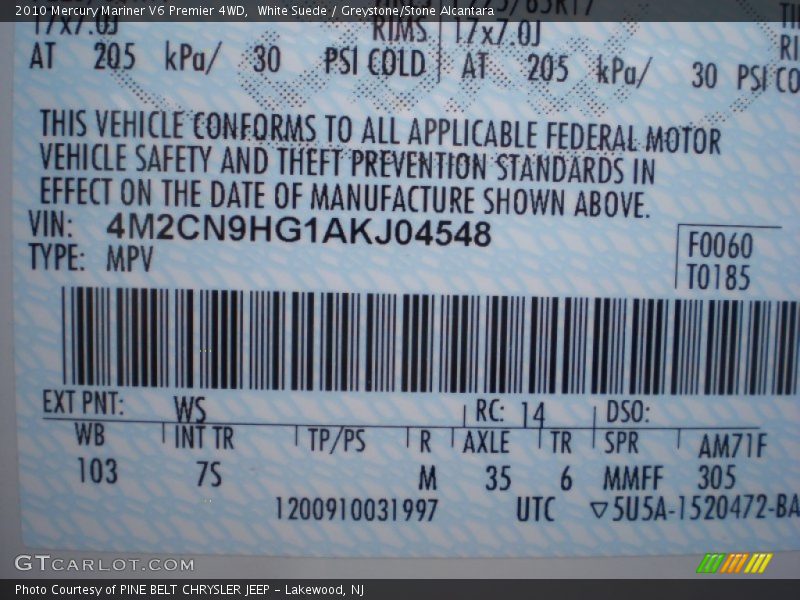 2010 Mercury Mariner V6 Premier 4WD, White Suede / Greystone/Stone Alcantara
17x7.0J RIMS 17x7.0J
AT 205 kPa/ 30 PSI COLD AT 205 kPa/ 30 PSI CO
THIS VEHICLE CONFORMS TO ALL APPLICABLE FEDERAL MOTOR
VEHICLE SAFETY AND THEFT PREVENTION STANDARDS IN
EFFECT ON THE DATE OF MANUFACTURE SHOWN ABOVE.
VIN: 4M2CN9HG1AKJ04548
TYPE: MPV
F0060
T0185
EXT PNT: WS RC: 14 DSO:
WB INT TR TP/PS R AXLE TR SPR AM71F
103 7S M 35 6 MMFF 305
1200910031997 UTC ▽5U5A-1520472-BA
GTCARLOT.COM
Photo Courtesy of PINE BELT CHRYSLER JEEP – Lakewood, NJ